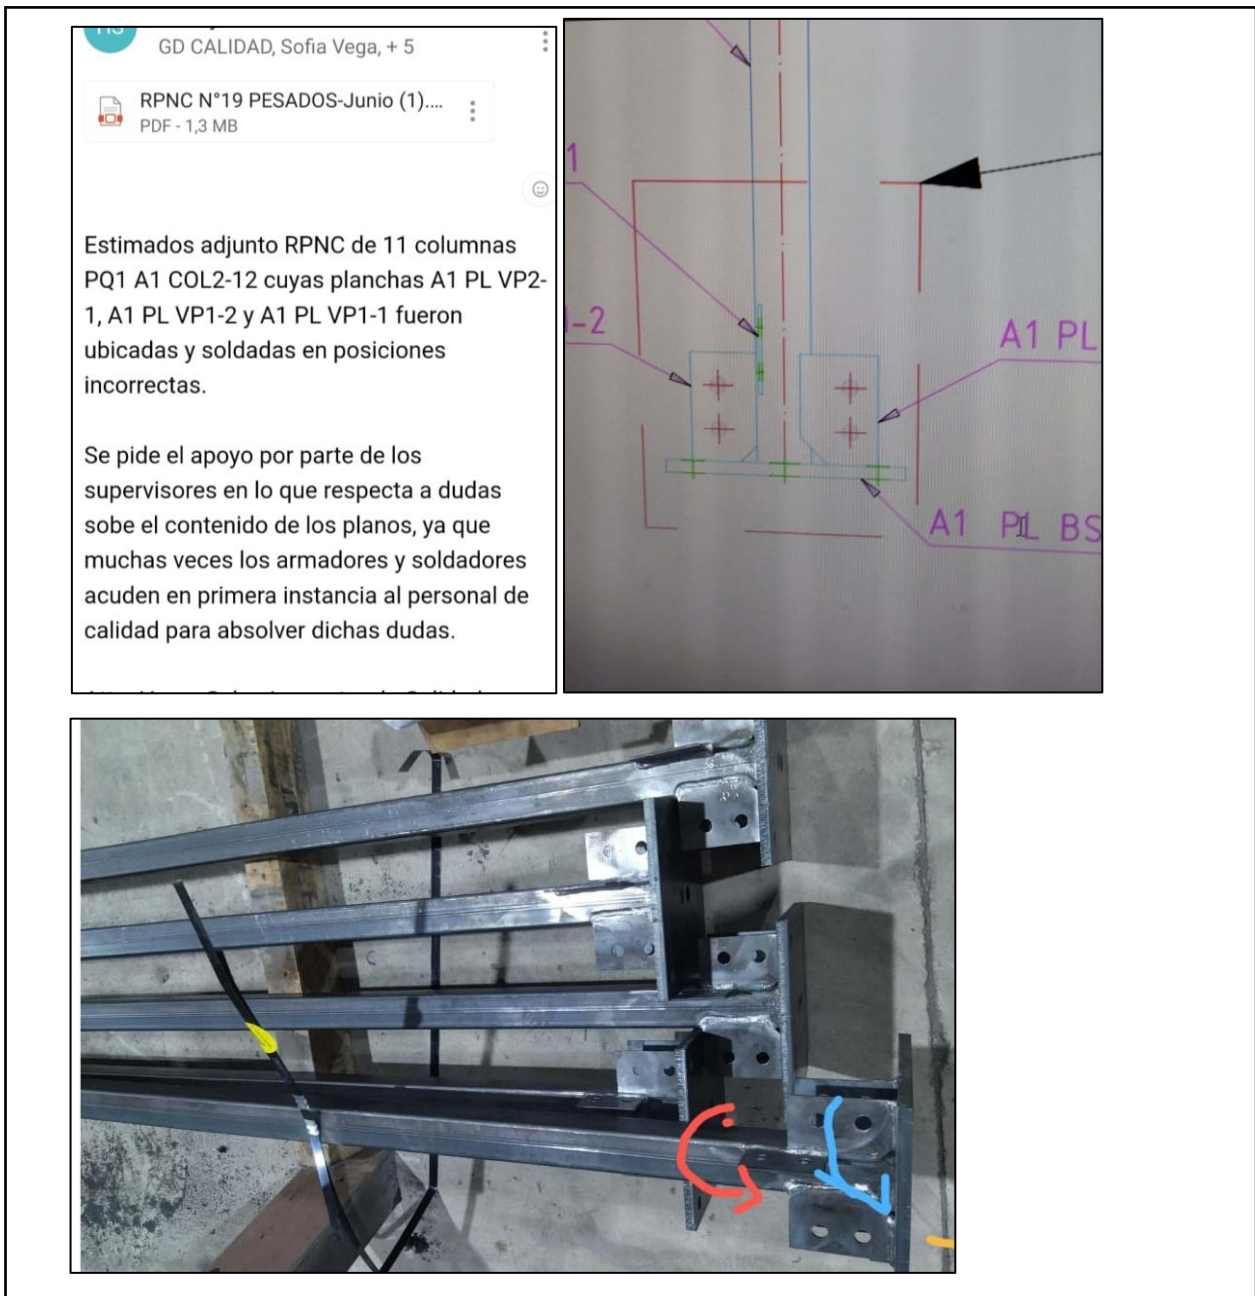 GD CALIDAD, Sofia Vega, + 5
RPNC N°19 PESADOS-Junio (1)....
PDF - 1,3 MB
Estimados adjunto RPNC de 11 columnas
PQ1 A1 COL2-12 cuyas planchas A1 PL VP2-
1, A1 PL VP1-2 y A1 PL VP1-1 fueron
ubicadas y soldadas en posiciones
incorrectas.
Se pide el apoyo por parte de los
supervisores en lo que respecta a dudas
sobe el contenido de los planos, ya que
muchas veces los armadores y soldadores
acuden en primera instancia al personal de
calidad para absolver dichas dudas.
1
-2
A1 PL
A1 PL BS